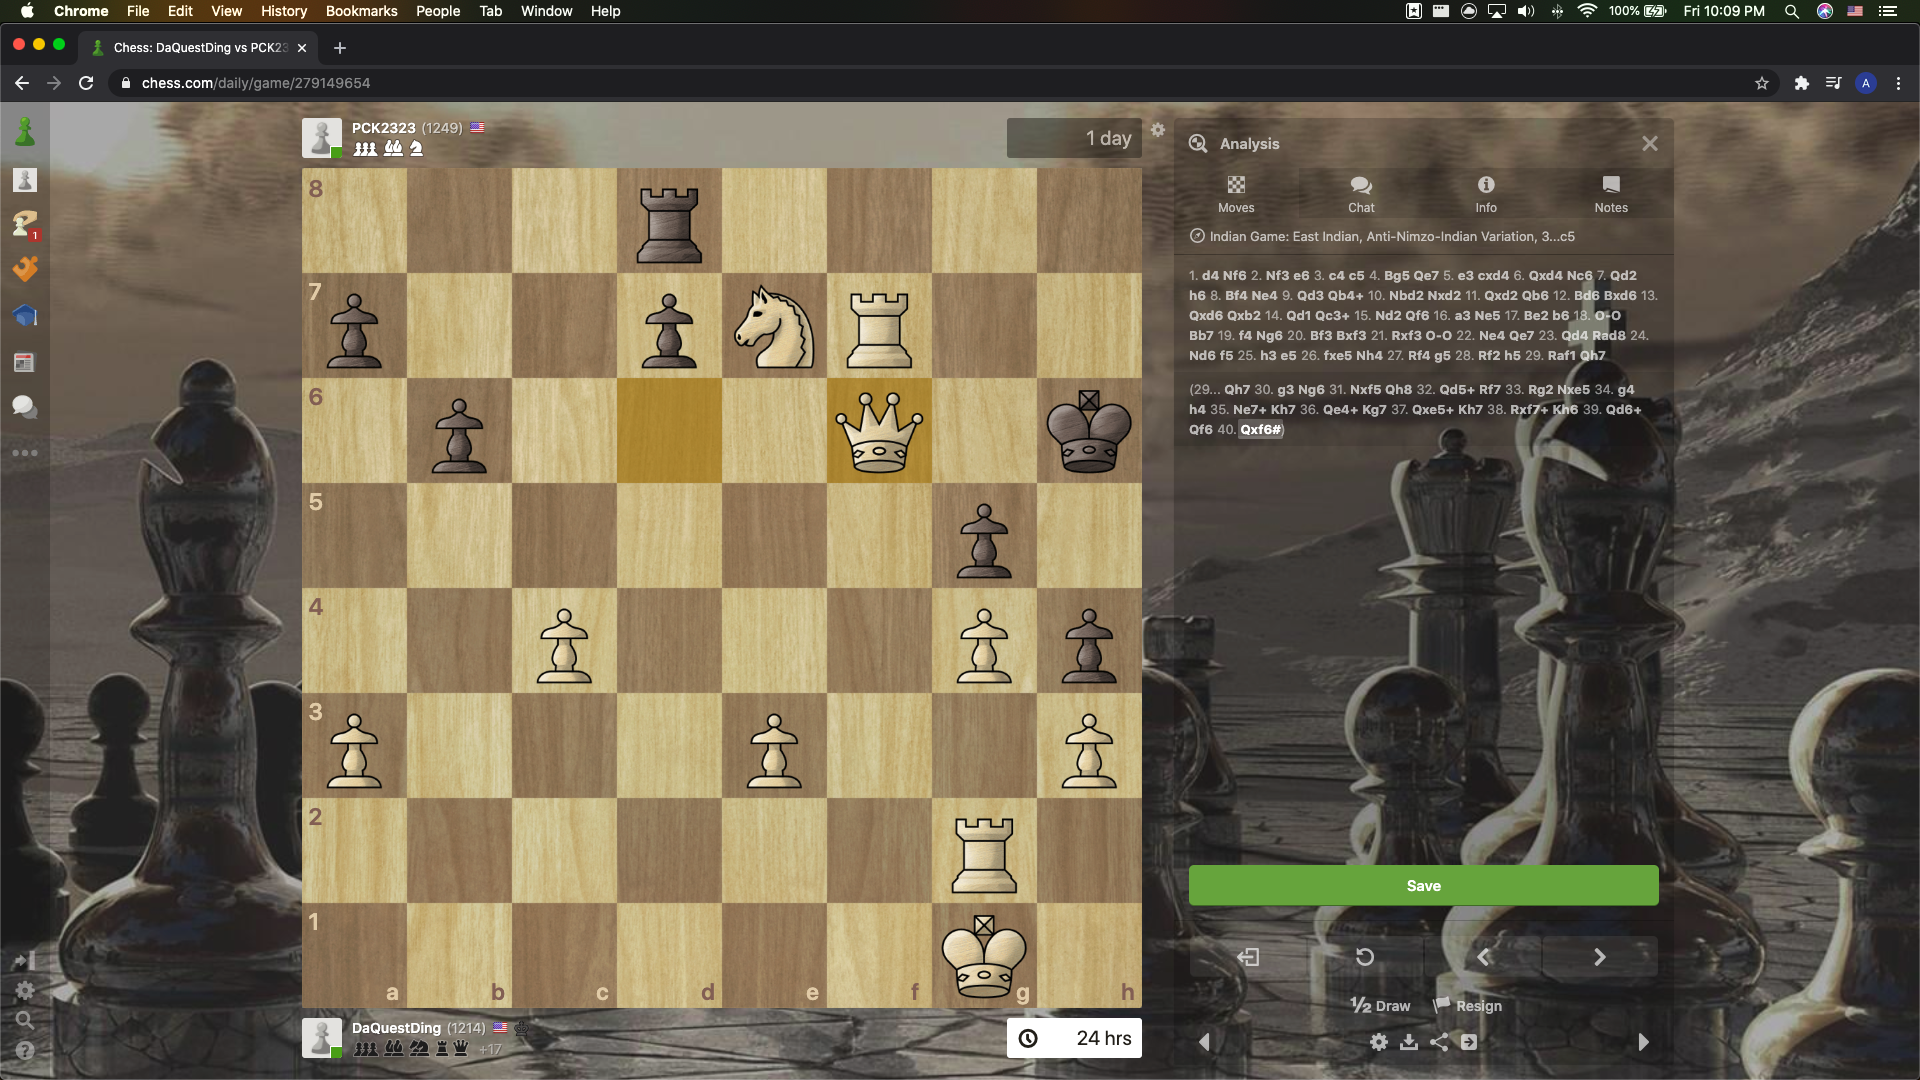 Chrome File Edit View History Bookmarks People Tab Window Help 100% Fri 10:09 PM
Chess: DaQuestDing vs PCK23
chess.com/daily/game/279149654
A
PCK2323 (1249)
1 day
1
8
7
6
5
4
3
2
1
a b c d e f g h
DaQuestDing (1214)
+17
24 hrs
Analysis
Moves Chat Info Notes
Indian Game: East Indian, Anti-Nimzo-Indian Variation, 3...c5
1. d4 Nf6 2. Nf3 e6 3. c4 c5 4. Bg5 Qe7 5. e3 cxd4 6. Qxd4 Nc6 7. Qd2
h6 8. Bf4 Ne4 9. Qd3 Qb4+ 10. Nbd2 Nxd2 11. Qxd2 Qb6 12. Bd6 Bxd6 13.
Qxd6 Qxb2 14. Qd1 Qc3+ 15. Nd2 Qf6 16. a3 Ne5 17. Be2 b6 18. O-O
Bb7 19. f4 Ng6 20. Bf3 Bxf3 21. Rxf3 O-O 22. Ne4 Qe7 23. Qd4 Rad8 24.
Nd6 f5 25. h3 e5 26. fxe5 Nh4 27. Rf4 g5 28. Rf2 h5 29. Raf1 Qh7
(29... Qh7 30. g3 Ng6 31. Nxf5 Qh8 32. Qd5+ Rf7 33. Rg2 Nxe5 34. g4
h4 35. Ne7+ Kh7 36. Qe4+ Kg7 37. Qxe5+ Kh7 38. Rxf7+ Kh6 39. Qd6+
Qf6 40. Qxf6#)
Save
½ Draw Resign